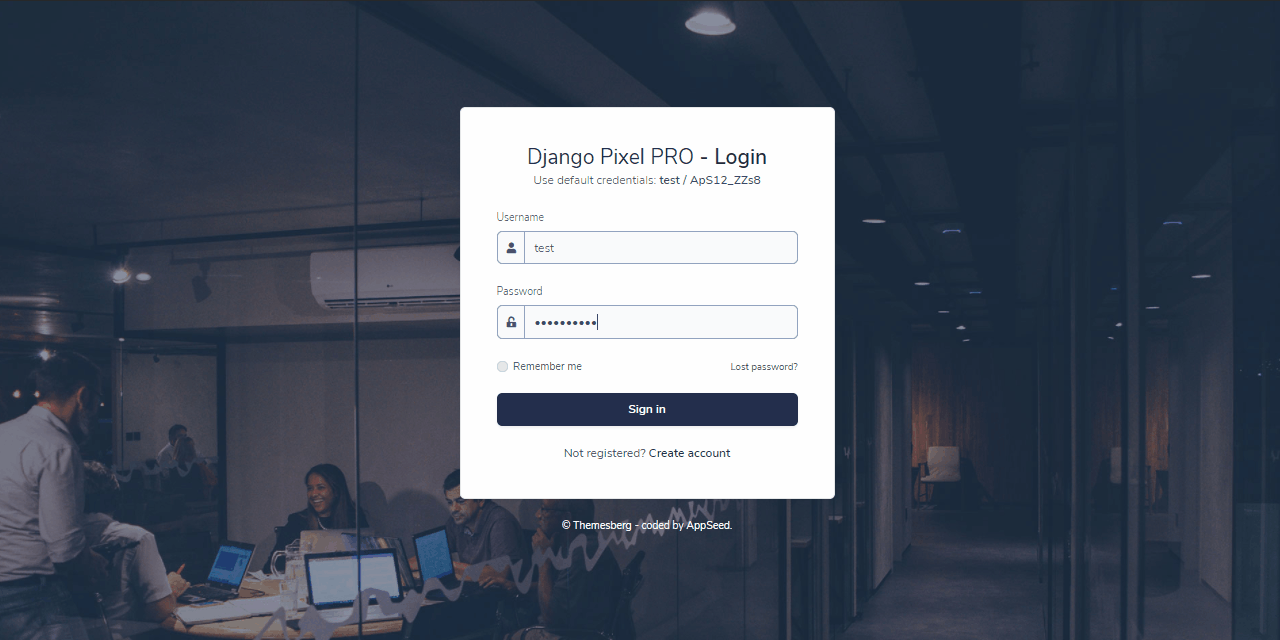 Django Pixel PRO - Login
Use default credentials: test / ApS12_ZZs8
Username
test
Password
••••••••••
Remember me
Lost password?
Sign in
Not registered? Create account
© Themesberg - coded by AppSeed.